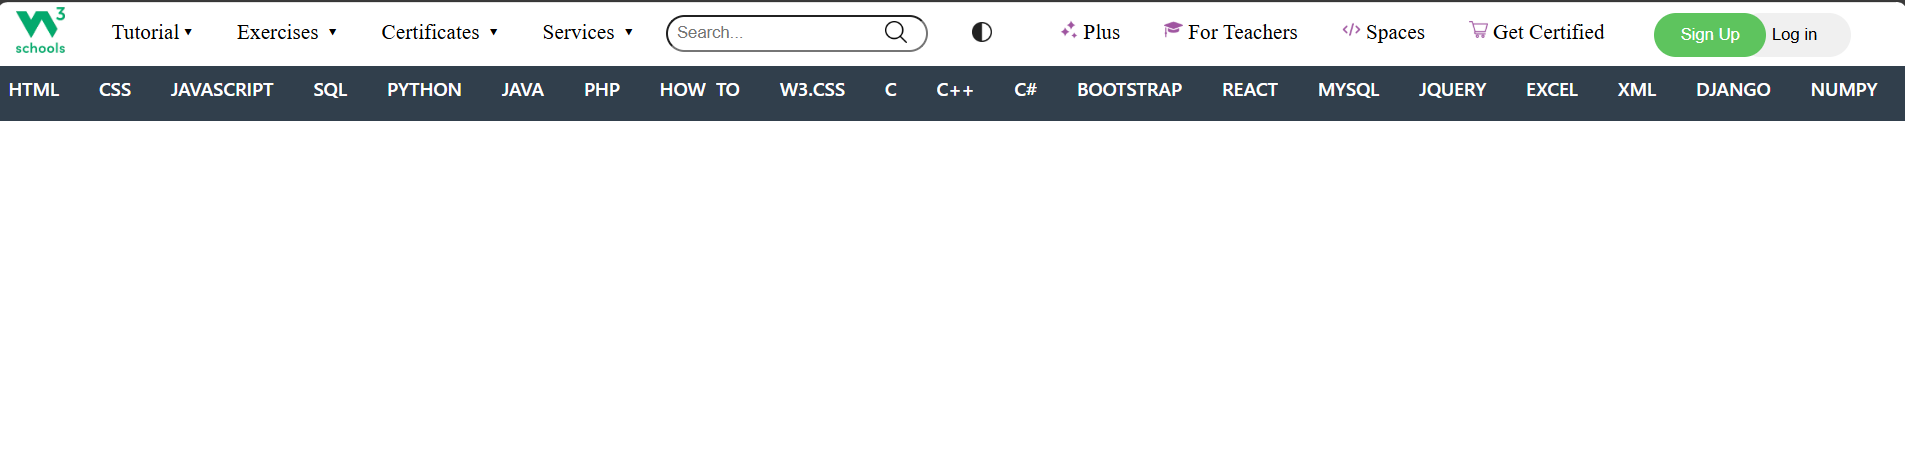 W3 schools Tutorial Exercises Certificates Services Search... Plus For Teachers Spaces Get Certified Sign Up Log in
HTML CSS JAVASCRIPT SQL PYTHON JAVA PHP HOW TO W3.CSS C C++ C# BOOTSTRAP REACT MYSQL JQUERY EXCEL XML DJANGO NUMPY